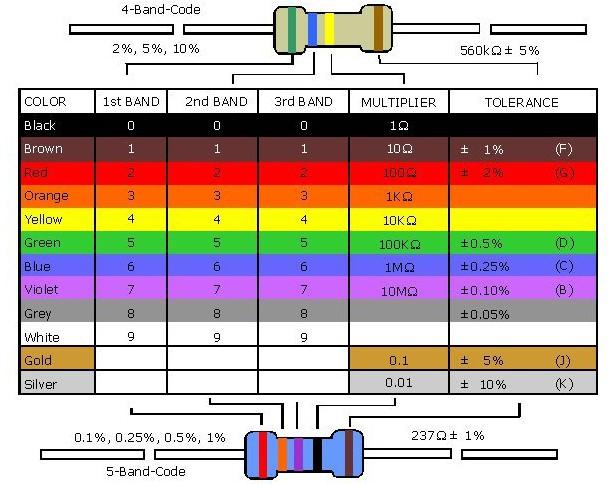 4-Band-Code
2%, 5%, 10%
560kΩ ± 5%
COLOR 1st BAND 2nd BAND 3rd BAND MULTIPLIER TOLERANCE
Black 0 0 0 1Ω
Brown 1 1 1 10Ω ± 1% (F)
Red 2 2 2 100Ω ± 2% (G)
Orange 3 3 3 1KΩ
Yellow 4 4 4 10KΩ
Green 5 5 5 100KΩ ±0.5% (D)
Blue 6 6 6 1MΩ ±0.25% (C)
Violet 7 7 7 10MΩ ±0.10% (B)
Grey 8 8 8 ±0.05%
White 9 9 9
Gold 0.1 ± 5% (J)
Silver 0.01 ± 10% (K)
0.1%, 0.25%, 0.5%, 1%
237Ω ± 1%
5-Band-Code